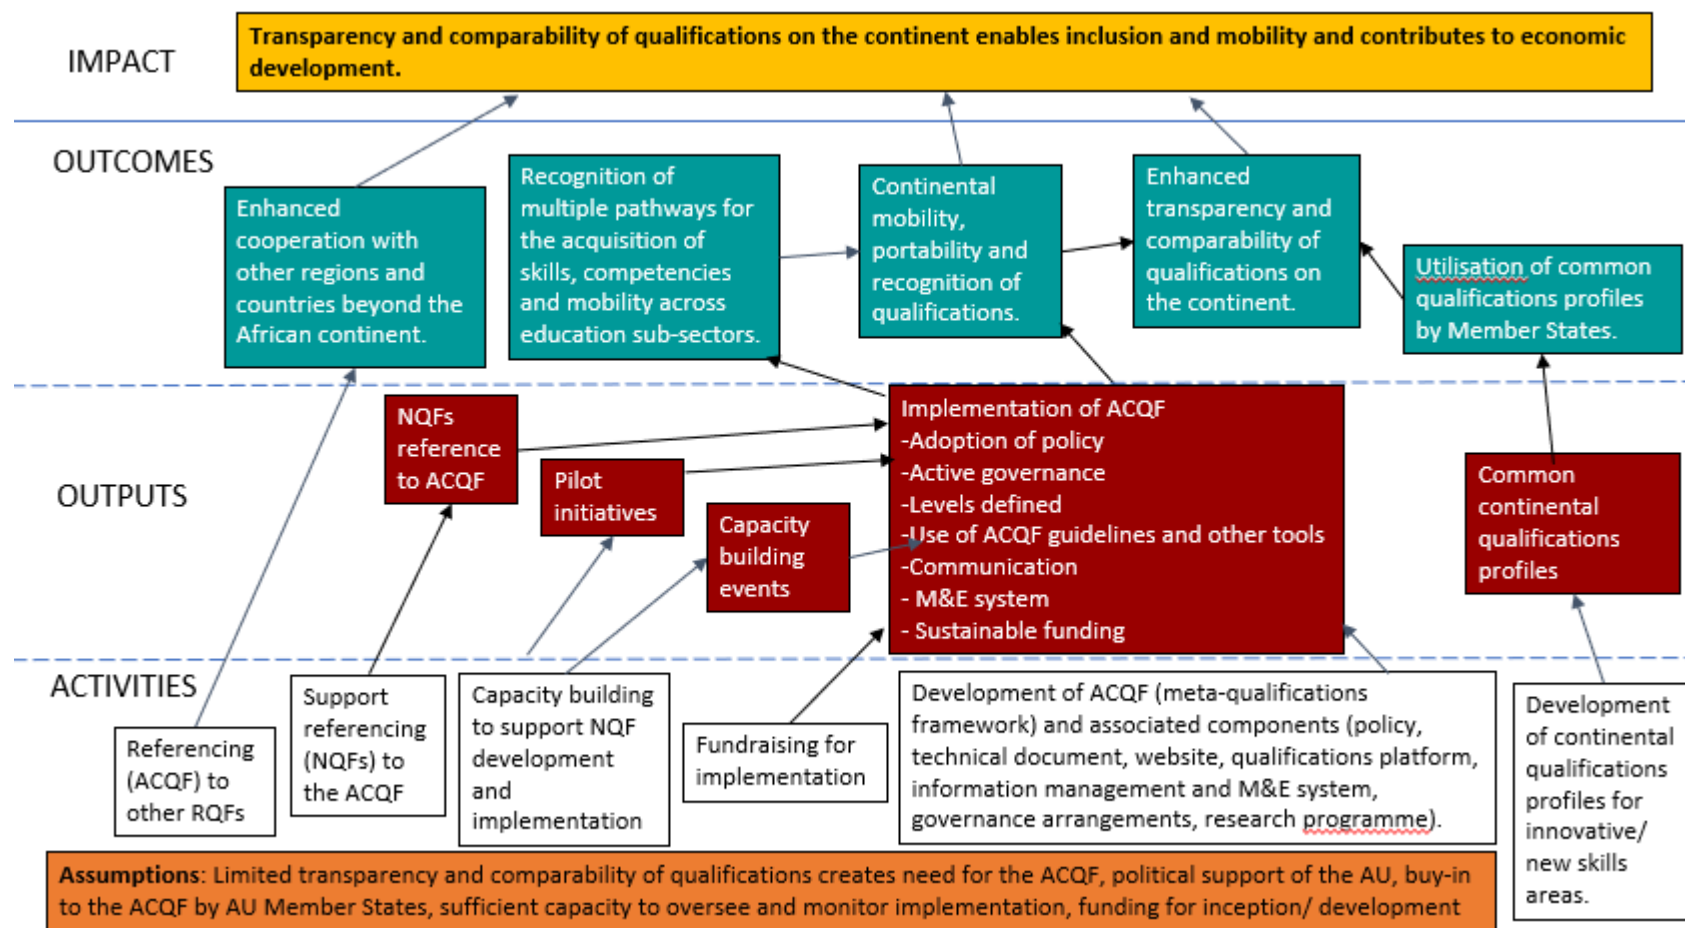 IMPACT
Transparency and comparability of qualifications on the continent enables inclusion and mobility and contributes to economic
development.
OUTCOMES
Enhanced
cooperation with
other regions and
countries beyond the
African continent.
Recognition of
multiple pathways for
the acquisition of
skills, competencies
and mobility across
education sub-sectors.
Continental
mobility,
portability and
recognition of
qualifications.
Enhanced
transparency and
comparability of
qualifications on
the continent.
Utilisation of common
qualifications profiles
by Member States.
OUTPUTS
NQFs
reference
to ACQF
Pilot
initiatives
Capacity
building
events
Implementation of ACQF
-Adoption of policy
-Active governance
-Levels defined
-Use of ACQF guidelines and other tools
-Communication
- M&E system
- Sustainable funding
Common
continental
qualifications
profiles
ACTIVITIES
Referencing
(ACQF) to
other RQFs
Support
referencing
(NQFs) to
the ACQF
Capacity building
to support NQF
development
and
implementation
Fundraising for
implementation
Development of ACQF (meta-qualifications
framework) and associated components (policy,
technical document, website, qualifications platform,
information management and M&E system,
governance arrangements, research programme).
Development
of continental
qualifications
profiles for
innovative/
new skills
areas.
Assumptions: Limited transparency and comparability of qualifications creates need for the ACQF, political support of the AU, buy-in
to the ACQF by AU Member States, sufficient capacity to oversee and monitor implementation, funding for inception/ development